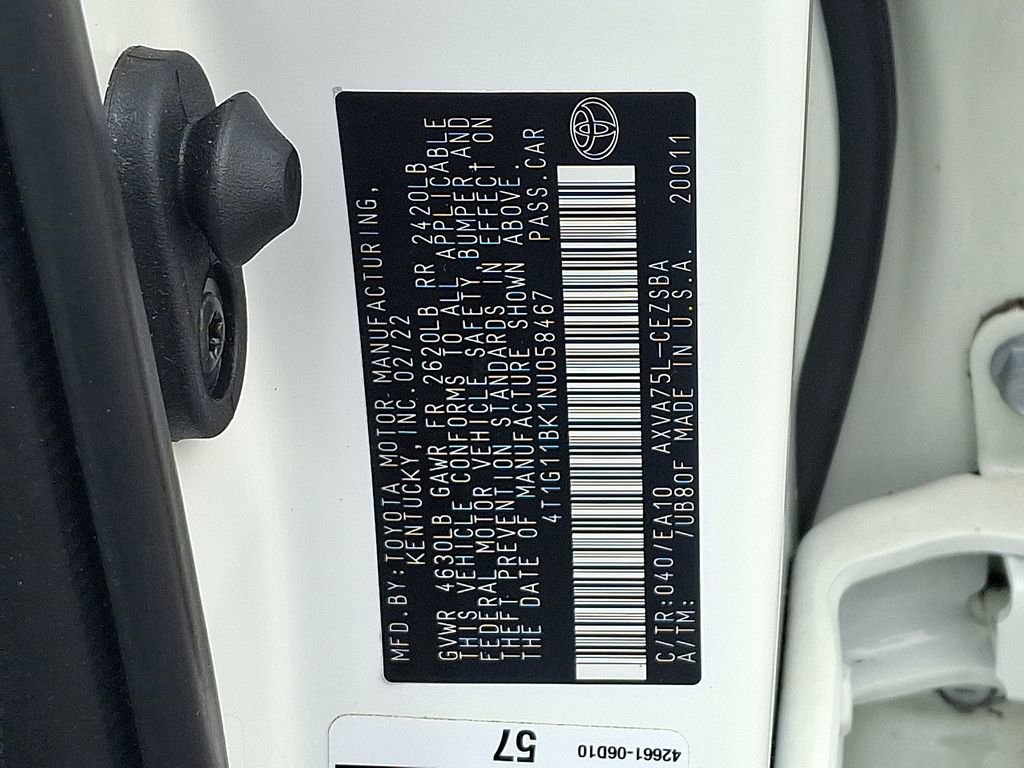 MFD.BY:TOYOTA MOTOR MANUFACTURING,
KENTUCKY, INC. 02/22
GVWR 4630LB GAWR FR 2620LB RR 2420LB
THIS VEHICLE CONFORMS TO ALL APPLICABLE
FEDERAL MOTOR VEHICLE SAFETY, BUMPER AND
THEFT PREVENTION STANDARDS IN EFFECT ON
THE DATE OF MANUFACTURE SHOWN ABOVE.
4T1G11BK1NU058467 PASS.CAR
C/TR:040/EA10 AXVA75L-CEZSBA
A/TM: /UB80F MADE IN U.S.A. 20011
57
42661-06D10